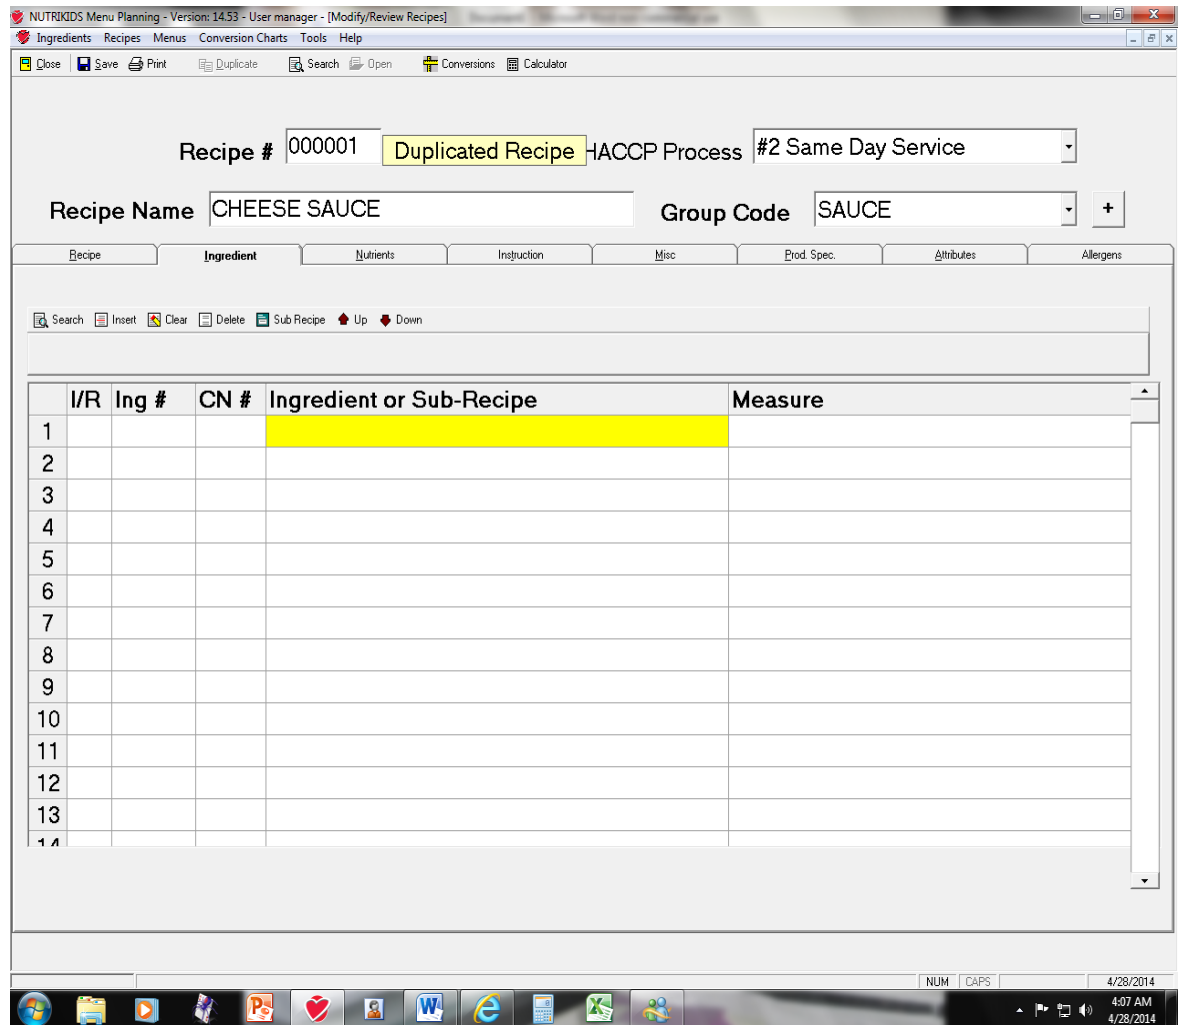 NUTRIKIDS Menu Planning - Version: 14.53 - User manager - [Modify/Review Recipes]
Ingredients Recipes Menus Conversion Charts Tools Help
Close Save Print Duplicate Search Open Conversions Calculator
Recipe # 000001 Duplicated Recipe HACCP Process #2 Same Day Service
Recipe Name CHEESE SAUCE Group Code SAUCE +
Recipe Ingredient Nutrients Instruction Misc Prod. Spec. Attributes Allergens
Search Insert Clear Delete Sub Recipe Up Down
I/R Ing # CN # Ingredient or Sub-Recipe Measure
1
2
3
4
5
6
7
8
9
10
11
12
13
14
NUM CAPS 4/28/2014
4:07 AM
4/28/2014